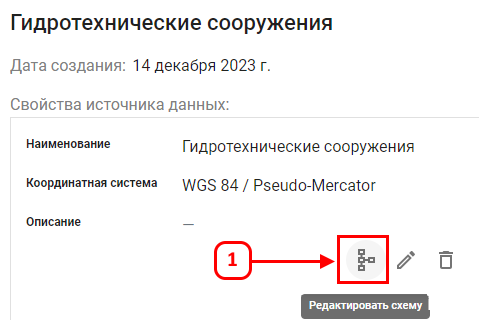 Гидротехнические сооружения
Дата создания: 14 декабря 2023 г.
Свойства источника данных:
Наименование Гидротехнические сооружения
Координатная система WGS 84 / Pseudo-Mercator
Описание —
1
Редактировать схему